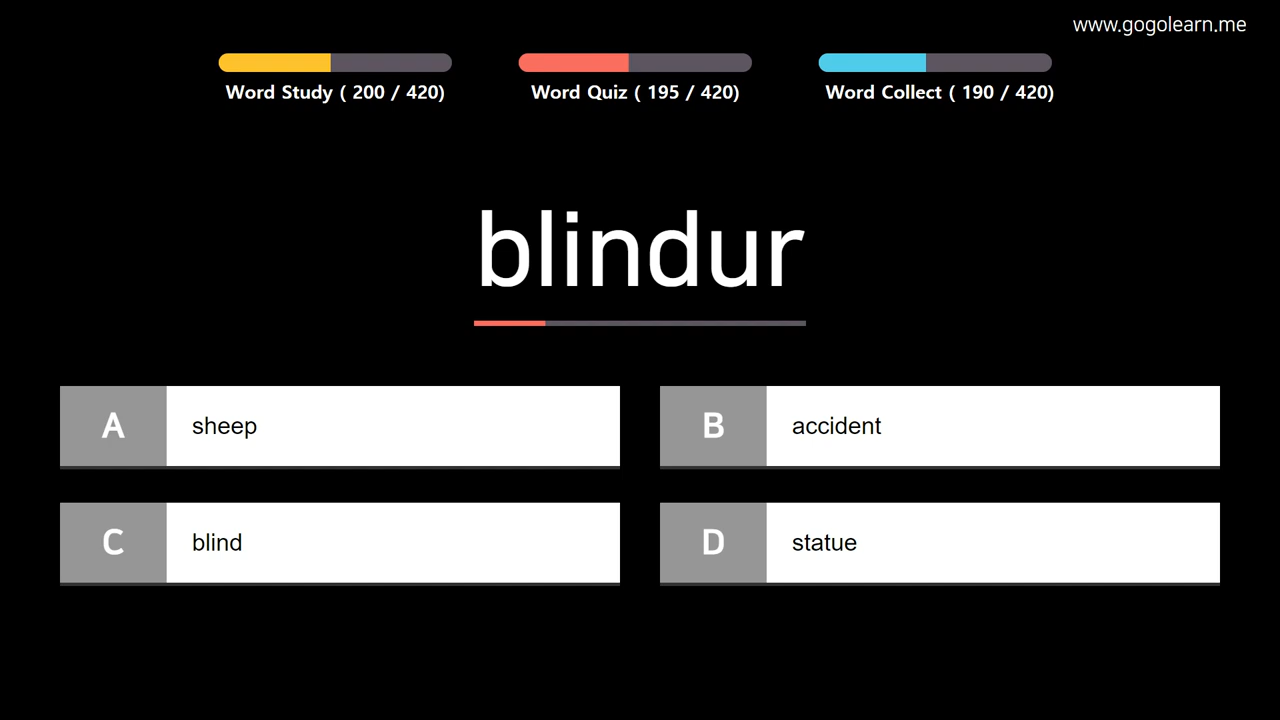 www.gogolearn.me
Word Study ( 200 / 420)
Word Quiz ( 195 / 420)
Word Collect ( 190 / 420)
blindur
A sheep
B accident
C blind
D statue